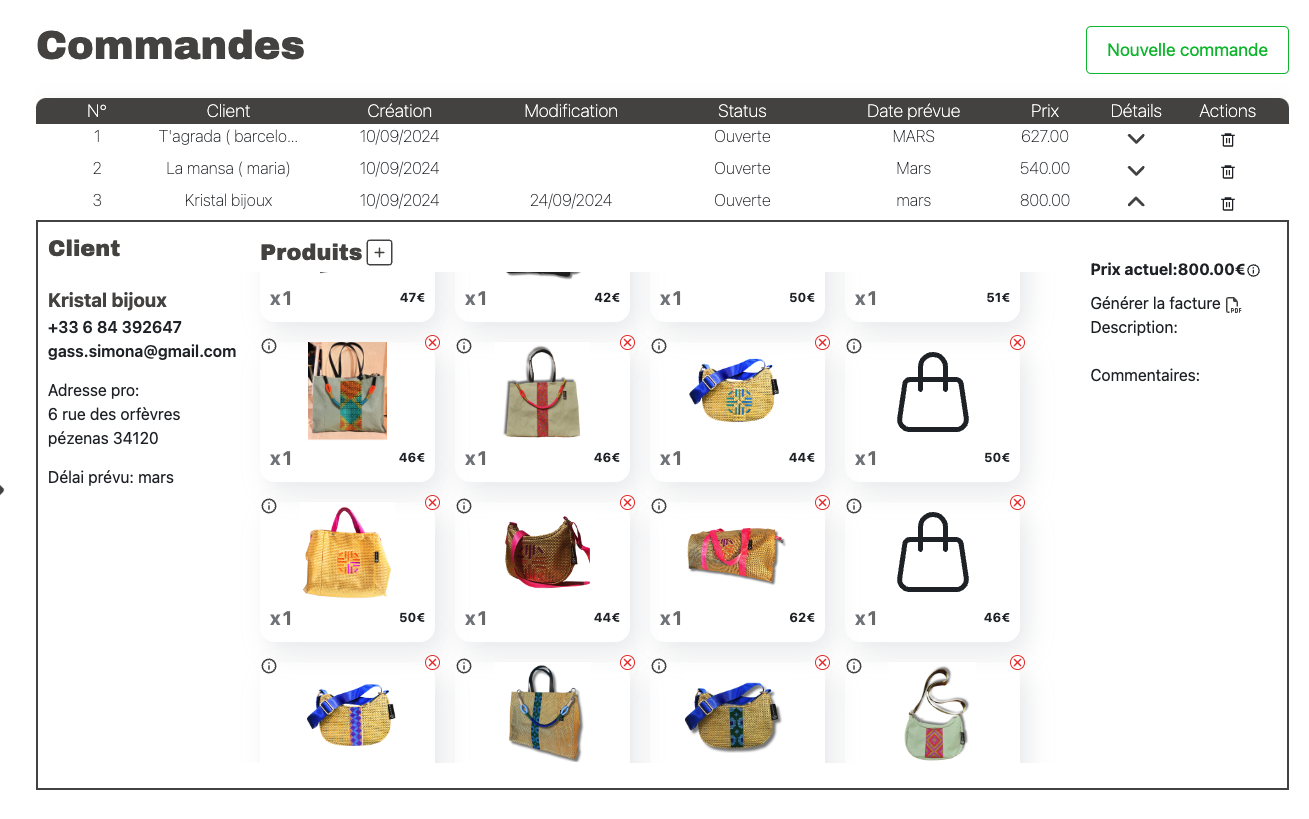 Commandes
Nouvelle commande
N° Client Création Modification Status Date prévue Prix Détails Actions
1 T'agrada ( barcelo... 10/09/2024 Ouverte MARS 627.00
2 La mansa ( maria) 10/09/2024 Ouverte Mars 540.00
3 Kristal bijoux 10/09/2024 24/09/2024 Ouverte mars 800.00
Client
Kristal bijoux
+33 6 84 392647
gass.simona@gmail.com
Adresse pro:
6 rue des orfèvres
pézenas 34120
Délai prévu: mars
Produits
x1 47€ x1 42€ x1 50€ x1 51€
x1 46€ x1 46€ x1 44€ x1 50€
x1 50€ x1 44€ x1 62€ x1 46€
Prix actuel:800.00€
Générer la facture PDF
Description:
Commentaires: